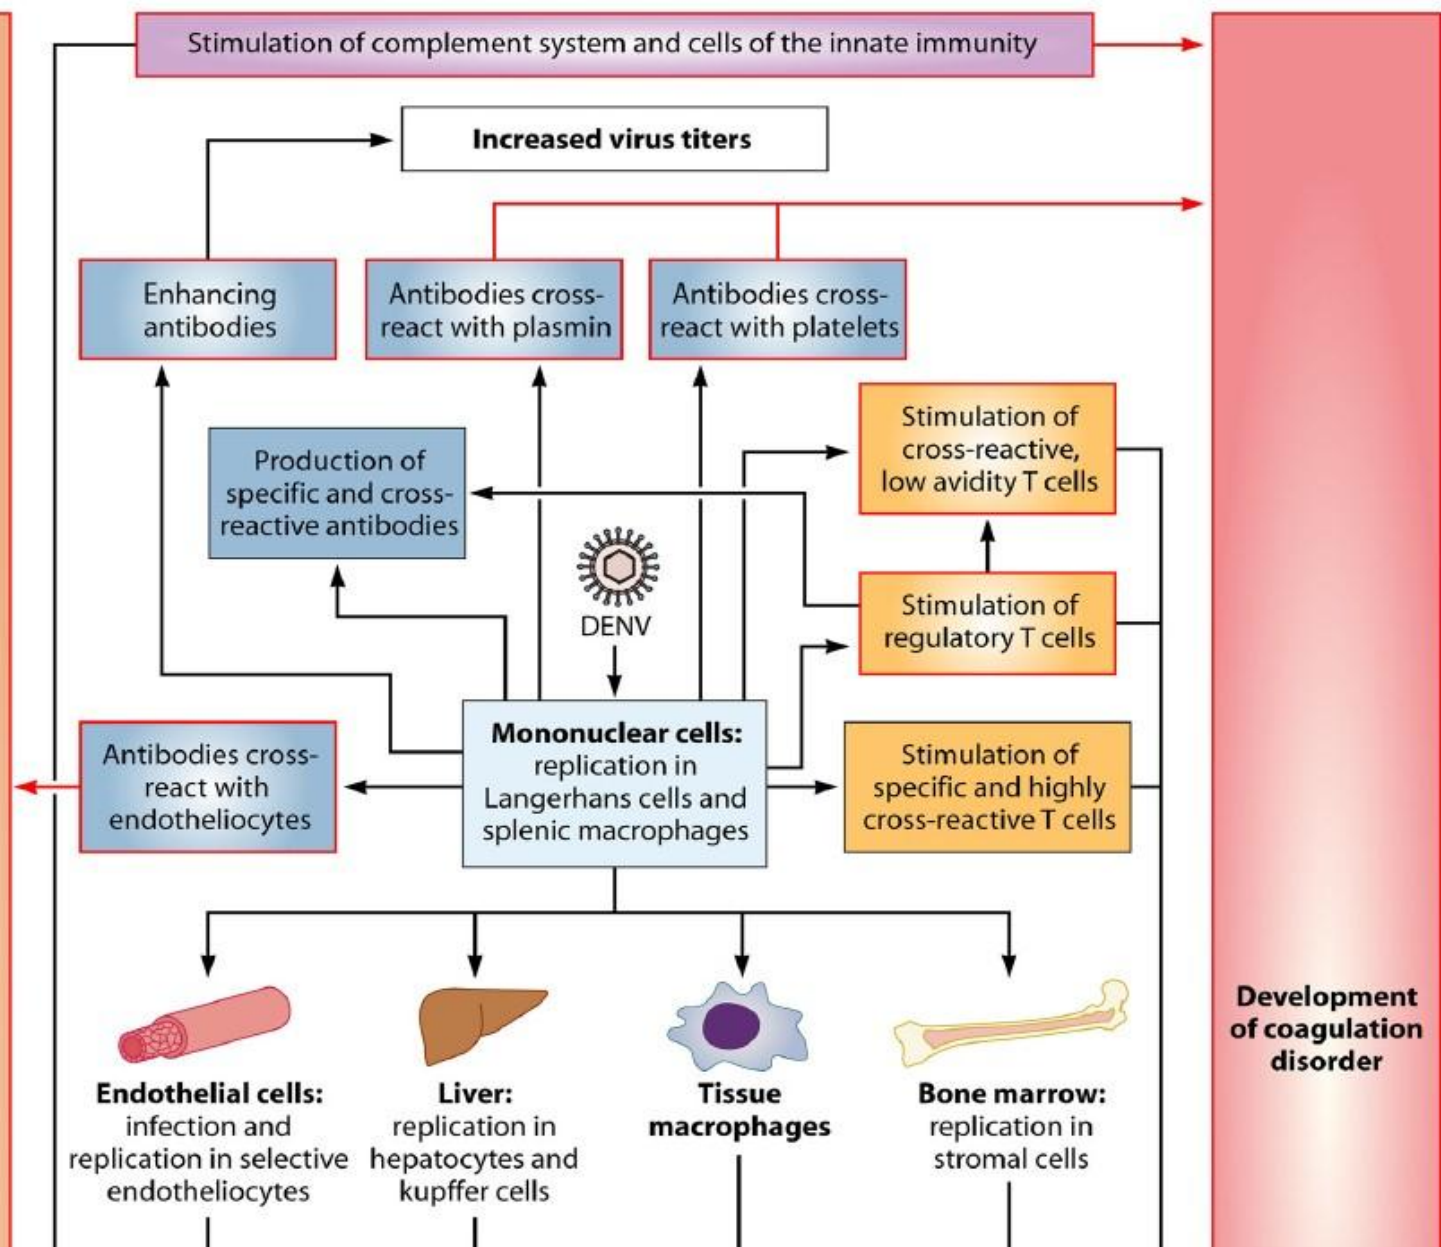 Stimulation of complement system and cells of the innate immunity
Increased virus titers
Enhancing
antibodies
Antibodies cross-
react with plasmin
Antibodies cross-
react with platelets
Stimulation of
cross-reactive,
low avidity T cells
Production of
specific and cross-
reactive antibodies
DENV
Stimulation of
regulatory T cells
Antibodies cross-
react with
endotheliocytes
Mononuclear cells:
replication in
Langerhans cells and
splenic macrophages
Stimulation of
specific and highly
cross-reactive T cells
Endothelial cells:
infection and
replication in selective
endotheliocytes
Liver:
replication in
hepatocytes and
kupffer cells
Tissue
macrophages
Bone marrow:
replication in
stromal cells
Development
of coagulation
disorder